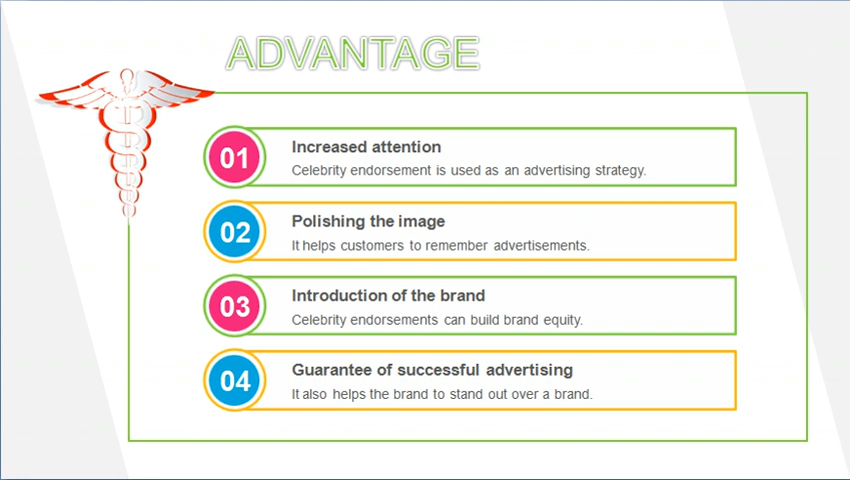 ADVANTAGE
01
Increased attention
Celebrity endorsement is used as an advertising strategy.
02
Polishing the image
It helps customers to remember advertisements.
03
Introduction of the brand
Celebrity endorsements can build brand equity.
04
Guarantee of successful advertising
It also helps the brand to stand out over a brand.